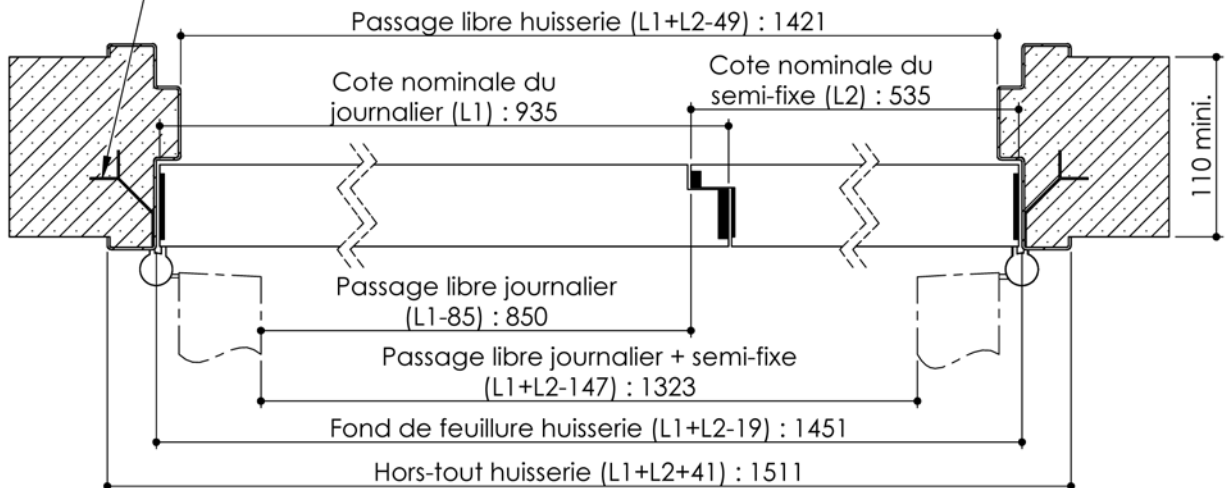 Passage libre huisserie (L1+L2-49) : 1421
Cote nominale du
journalier (L1) : 935
Cote nominale du
semi-fixe (L2) : 535
110 mini.
Passage libre journalier
(L1-85) : 850
Passage libre journalier + semi-fixe
(L1+L2-147) : 1323
Fond de feuillure huisserie (L1+L2-19) : 1451
Hors-tout huisserie (L1+L2+41) : 1511